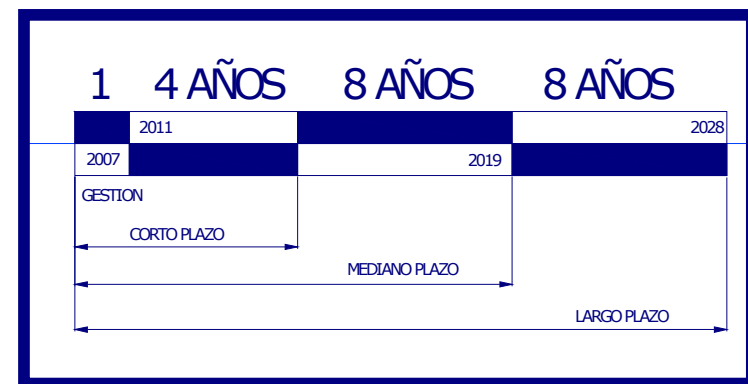 1 4 AÑOS 8 AÑOS 8 AÑOS
2011 2028
2007 2019
GESTION
CORTO PLAZO
MEDIANO PLAZO
LARGO PLAZO